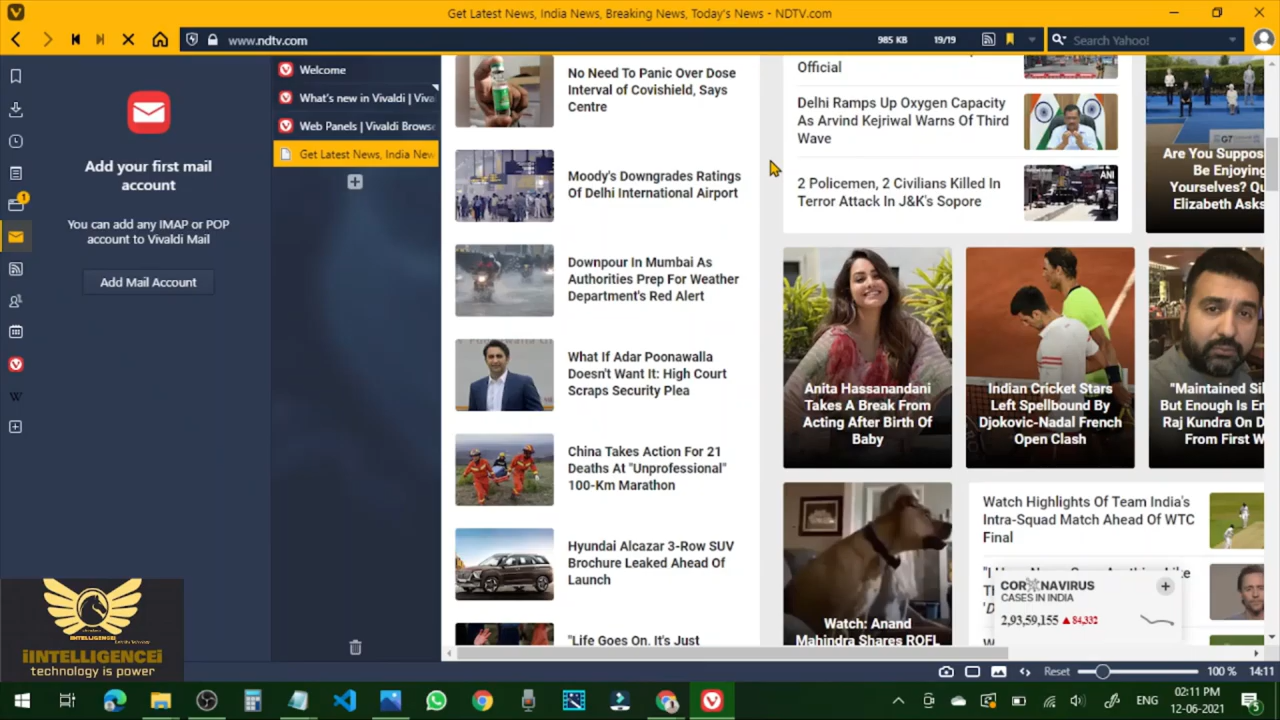 Get Latest News, India News, Breaking News, Today's News - NDTV.com
www.ndtv.com
985 KB
19/19
Search Yahoo!
Add your first mail
account
You can add any IMAP or POP
account to Vivaldi Mail
Add Mail Account
1
Welcome
What's new in Vivaldi | Viva
Web Panels | Vivaldi Browse
Get Latest News, India New
No Need To Panic Over Dose
Interval of Covishield, Says
Centre
Moody's Downgrades Ratings
Of Delhi International Airport
Downpour In Mumbai As
Authorities Prep For Weather
Department's Red Alert
What If Adar Poonawalla
Doesn't Want It: High Court
Scraps Security Plea
China Takes Action For 21
Deaths At "Unprofessional"
100-Km Marathon
Hyundai Alcazar 3-Row SUV
Brochure Leaked Ahead Of
Launch
"Life Goes On. It's Just
Official
Delhi Ramps Up Oxygen Capacity
As Arvind Kejriwal Warns Of Third
Wave
2 Policemen, 2 Civilians Killed In
Terror Attack In J&K's Sopore
ANI
G7
Are You Suppos
Be Enjoying
Yourselves? Qu
Elizabeth Asks
Anita Hassanandani
Takes A Break From
Acting After Birth Of
Baby
Indian Cricket Stars
Left Spellbound By
Djokovic-Nadal French
Open Clash
"Maintained Sil
But Enough Is En
Raj Kundra On D
From First W
Watch: Anand
Mahindra Shares ROFL
Watch Highlights Of Team India's
Intra-Squad Match Ahead Of WTC
Final
CORONAVIRUS
CASES IN INDIA
2,93,59,155 ▲ 84,332
iINTELLIGENCEi
iINTELLIGENCEi
technology is power
Reset
100 %
14:11
ENG
02:11 PM
12-06-2021
5